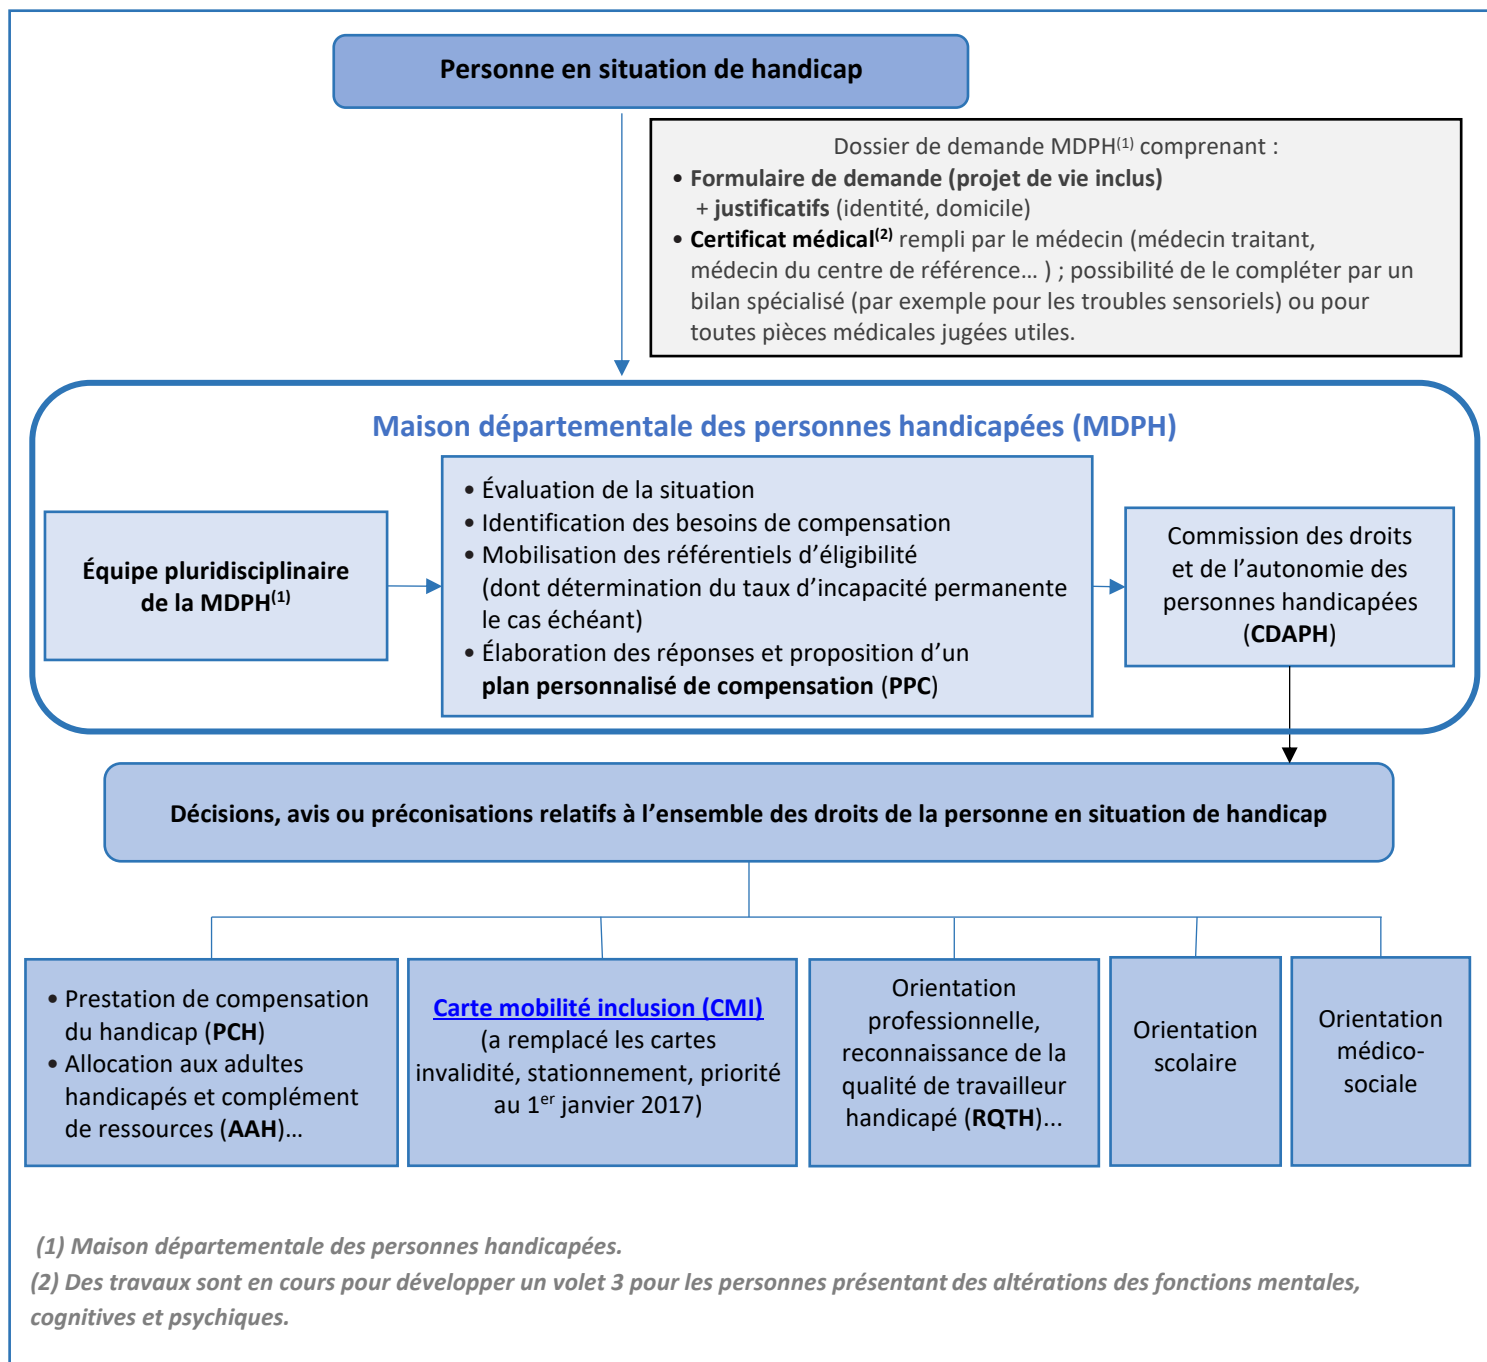 Personne en situation de handicap
Dossier de demande MDPH(1) comprenant :
• Formulaire de demande (projet de vie inclus)
+ justificatifs (identité, domicile)
• Certificat médical(2) rempli par le médecin (médecin traitant,
médecin du centre de référence… ) ; possibilité de le compléter par un
bilan spécialisé (par exemple pour les troubles sensoriels) ou pour
toutes pièces médicales jugées utiles.
Maison départementale des personnes handicapées (MDPH)
Équipe pluridisciplinaire
de la MDPH(1)
• Évaluation de la situation
• Identification des besoins de compensation
• Mobilisation des référentiels d’éligibilité
(dont détermination du taux d’incapacité permanente
le cas échéant)
• Élaboration des réponses et proposition d’un
plan personnalisé de compensation (PPC)
Commission des droits
et de l’autonomie des
personnes handicapées
(CDAPH)
Décisions, avis ou préconisations relatifs à l’ensemble des droits de la personne en situation de handicap
• Prestation de compensation
du handicap (PCH)
• Allocation aux adultes
handicapés et complément
de ressources (AAH)…
Carte mobilité inclusion (CMI)
(a remplacé les cartes
invalidité, stationnement, priorité
au 1er janvier 2017)
Orientation
professionnelle,
reconnaissance de la
qualité de travailleur
handicapé (RQTH)...
Orientation
scolaire
Orientation
médico-
sociale
(1) Maison départementale des personnes handicapées.
(2) Des travaux sont en cours pour développer un volet 3 pour les personnes présentant des altérations des fonctions mentales,
cognitives et psychiques.